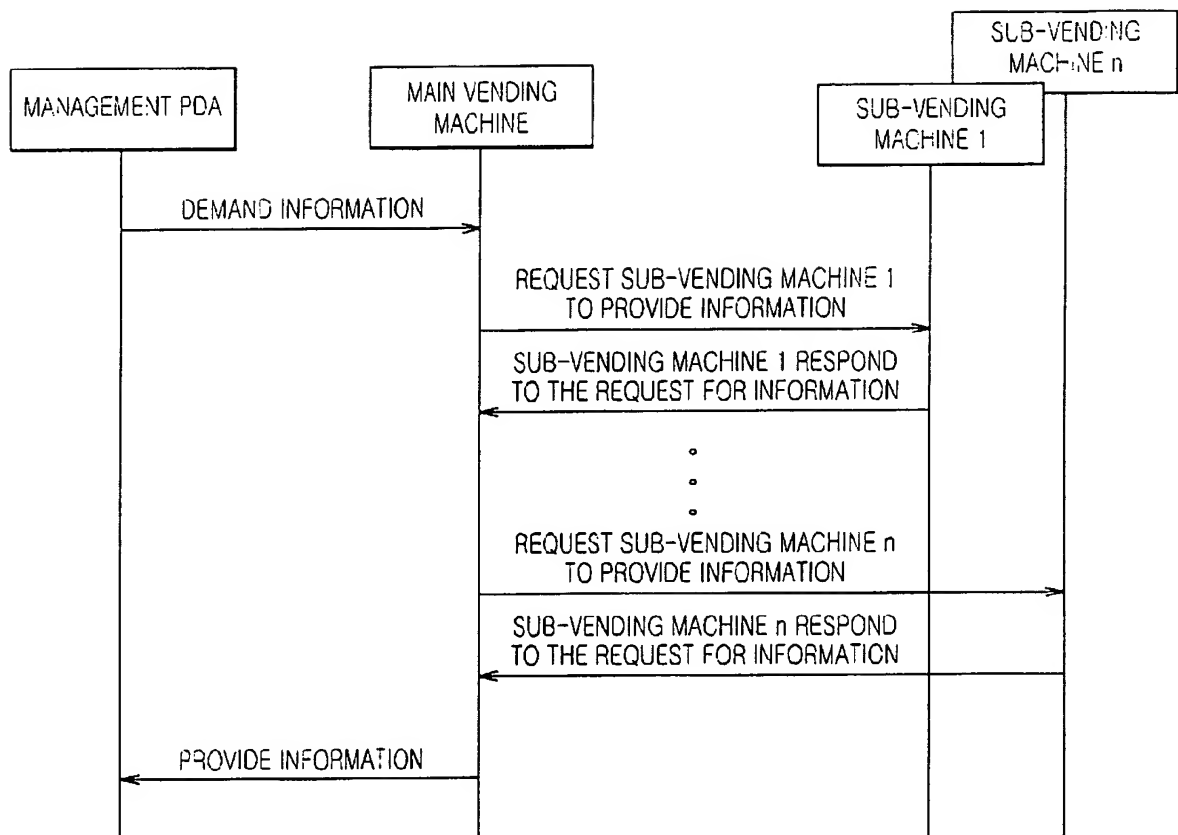 SUB-VENDING
MACHINE n
MANAGEMENT PDA
MAIN VENDING
MACHINE
SUB-VENDING
MACHINE 1
DEMAND INFORMATION
REQUEST SUB-VENDING MACHINE 1
TO PROVIDE INFORMATION
SUB-VENDING MACHINE 1 RESPOND
TO THE REQUEST FOR INFORMATION
REQUEST SUB-VENDING MACHINE n
TO PROVIDE INFORMATION
SUB-VENDING MACHINE n RESPOND
TO THE REQUEST FOR INFORMATION
PROVIDE INFORMATION